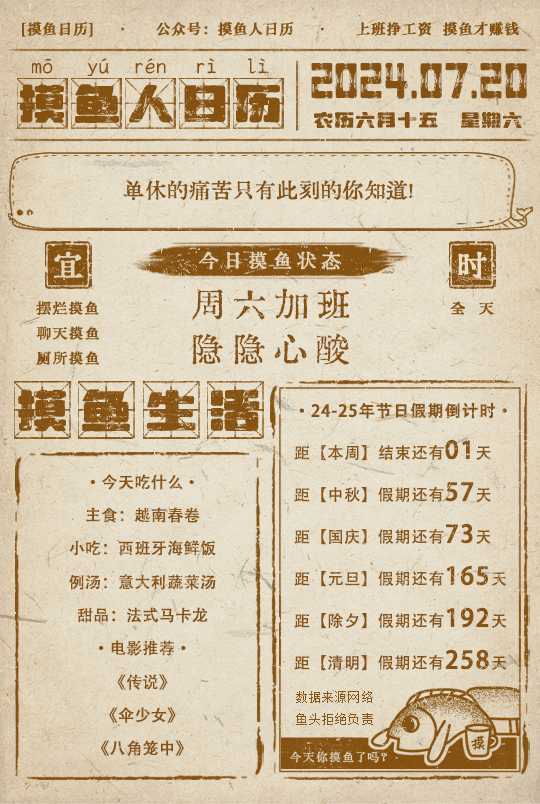 [摸鱼日历] · 公众号：摸鱼人日历 · 上班挣工资 摸鱼才赚钱
mō yú rén rì lì
摸鱼人日历
2024.07.20
农历六月十五 星期六
单休的痛苦只有此刻的你知道!
宜
摆烂摸鱼
聊天摸鱼
厕所摸鱼
今日摸鱼状态
周六加班
隐隐心酸
时
全天
摸鱼生活
·今天吃什么·
主食：越南春卷
小吃：西班牙海鲜饭
例汤：意大利蔬菜汤
甜品：法式马卡龙
·电影推荐·
《传说》
《伞少女》
《八角笼中》
·24-25年节日假期倒计时·
距【本周】结束还有01天
距【中秋】假期还有57天
距【国庆】假期还有73天
距【元旦】假期还有165天
距【除夕】假期还有192天
距【清明】假期还有258天
数据来源网络
鱼头拒绝负责
摸
今天你摸鱼了吗？·